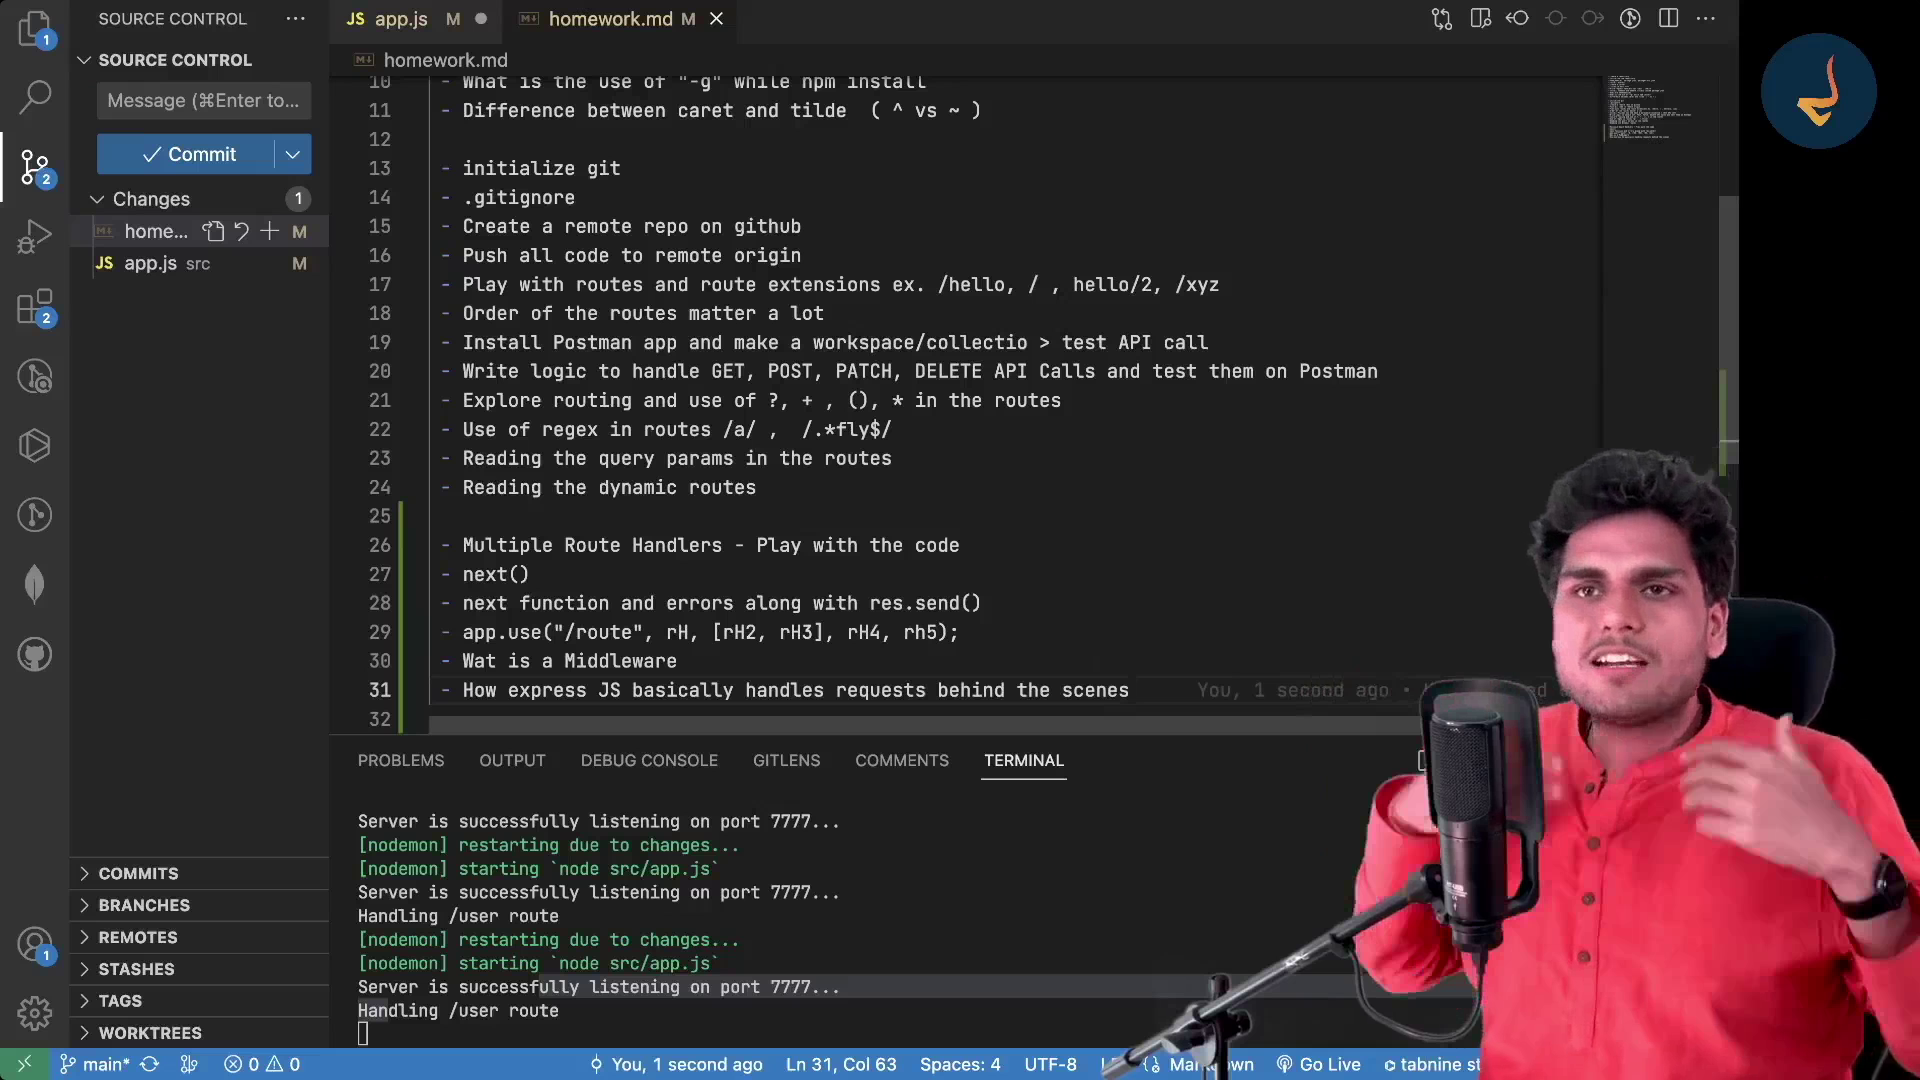 SOURCE CONTROL
JS app.js M
homework.md M
SOURCE CONTROL
homework.md
Message (⌘Enter to...
Commit
Changes 1
home... M
JS app.js src M
10 - What is the use of "-g" while npm install
11 - Difference between caret and tilde ( ^ vs ~ )
12
13 - initialize git
14 - .gitignore
15 - Create a remote repo on github
16 - Push all code to remote origin
17 - Play with routes and route extensions ex. /hello, / , hello/2, /xyz
18 - Order of the routes matter a lot
19 - Install Postman app and make a workspace/collectio > test API call
20 - Write logic to handle GET, POST, PATCH, DELETE API Calls and test them on Postman
21 - Explore routing and use of ?, + , (), * in the routes
22 - Use of regex in routes /a/ , /.*fly$/
23 - Reading the query params in the routes
24 - Reading the dynamic routes
25
26 - Multiple Route Handlers - Play with the code
27 - next()
28 - next function and errors along with res.send()
29 - app.use("/route", rH, [rH2, rH3], rH4, rh5);
30 - Wat is a Middleware
31 - How express JS basically handles requests behind the scenes You, 1 second ago •
32
1
2
2
1
PROBLEMS OUTPUT DEBUG CONSOLE GITLENS COMMENTS TERMINAL
Server is successfully listening on port 7777...
[nodemon] restarting due to changes...
[nodemon] starting `node src/app.js`
Server is successfully listening on port 7777...
Handling /user route
[nodemon] restarting due to changes...
[nodemon] starting `node src/app.js`
Server is successfully listening on port 7777...
Handling /user route
COMMITS
BRANCHES
REMOTES
STASHES
TAGS
WORKTREES
main* 0 0 You, 1 second ago Ln 31, Col 63 Spaces: 4 UTF-8 Go Live tabnine